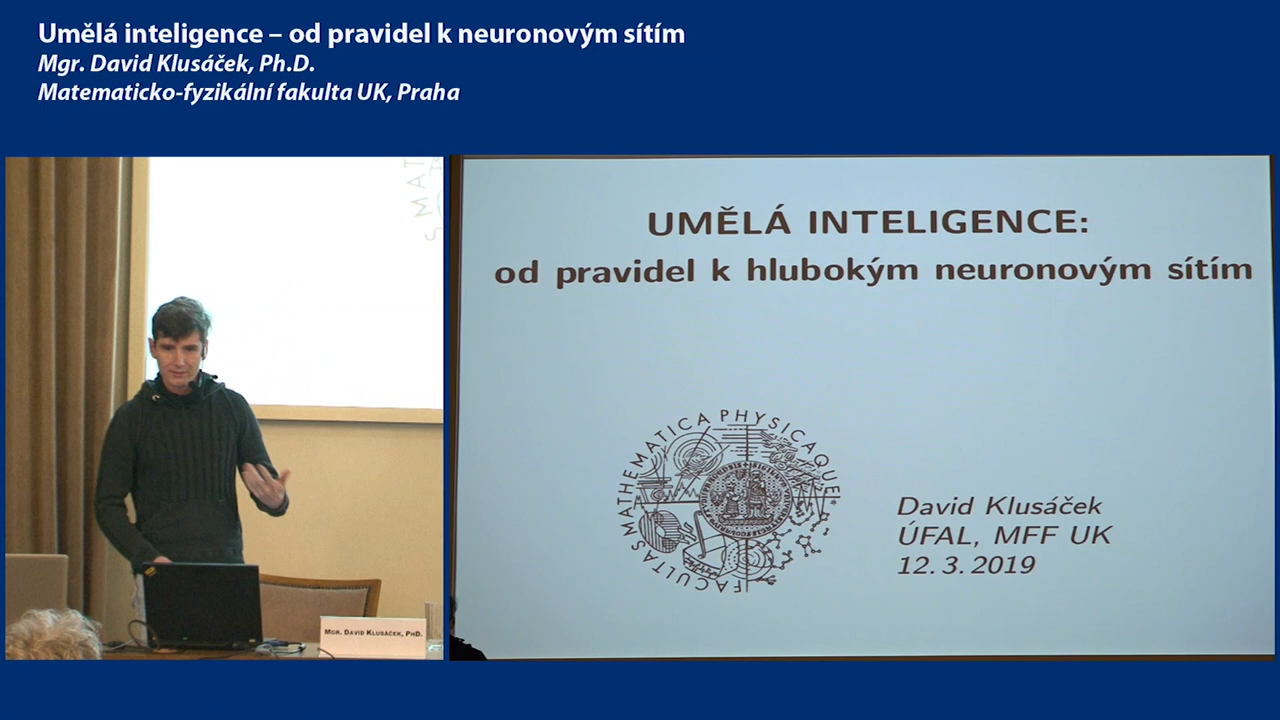 Umělá inteligence – od pravidel k neuronovým sítím
Mgr. David Klusáček, Ph.D.
Matematicko-fyzikální fakulta UK, Praha
S MAT
UMĚLÁ INTELIGENCE:
od pravidel k hlubokým neuronovým sítím
FACULTAS MATHEMATICA PHYSICAQUE
David Klusáček
ÚFAL, MFF UK
12. 3. 2019
MGR. DAVID KLUSÁČEK, PHD.